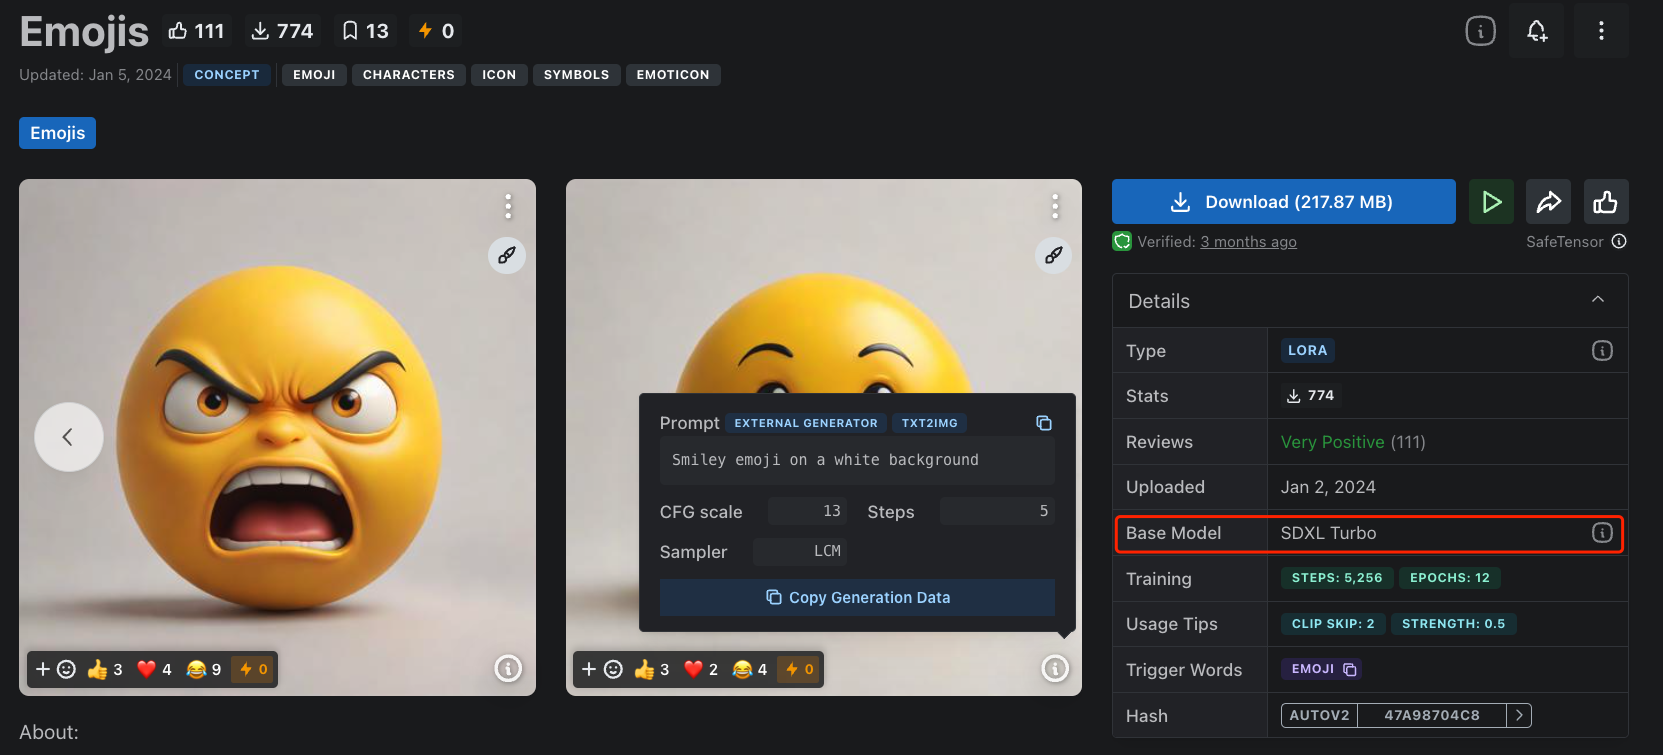 Emojis 111 774 13 0
Updated: Jan 5, 2024 CONCEPT EMOJI CHARACTERS ICON SYMBOLS EMOTICON
Emojis
Download (217.87 MB)
Verified: 3 months ago SafeTensor
Details
Type LORA
Stats 774
Reviews Very Positive (111)
Uploaded Jan 2, 2024
Base Model SDXL Turbo
Training STEPS: 5,256 EPOCHS: 12
Usage Tips CLIP SKIP: 2 STRENGTH: 0.5
Trigger Words EMOJI
Hash AUTOV2 47A98704C8
Prompt EXTERNAL GENERATOR TXT2IMG
Smiley emoji on a white background
CFG scale 13 Steps 5
Sampler LCM
Copy Generation Data
3 4 9 0
3 2 4 0
About: